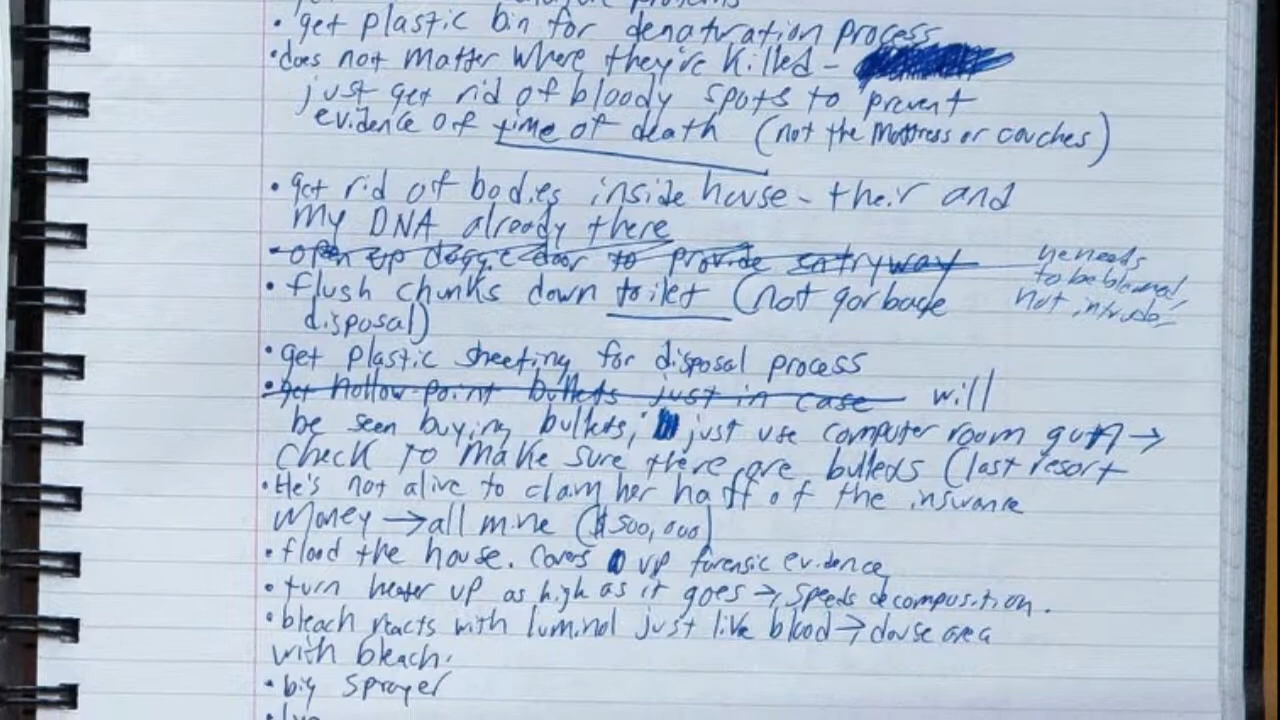 • get plastic bin for denaturation process
• does not matter where they're killed -
just get rid of bloody spots to prevent
evidence of time of death (not the mattress or couches)
• get rid of bodies inside house - their and
my DNA already there
• open up doggie door to provide entryway
he needs
to be blamed,
not intruder
• flush chunks down toilet (not garbage
disposal)
• get plastic sheeting for disposal process
• get hollow-point bullets just in case will
be seen buying bullets; just use computer room gun →
check to make sure there are bullets (last resort
• He's not alive to claim her half of the insurance
money → all mine ($500,000)
• flood the house. covers up forensic evidence
• turn heater up as high as it goes → speeds decomposition.
• bleach reacts with luminol just like blood → douse area
with bleach.
• big sprayer